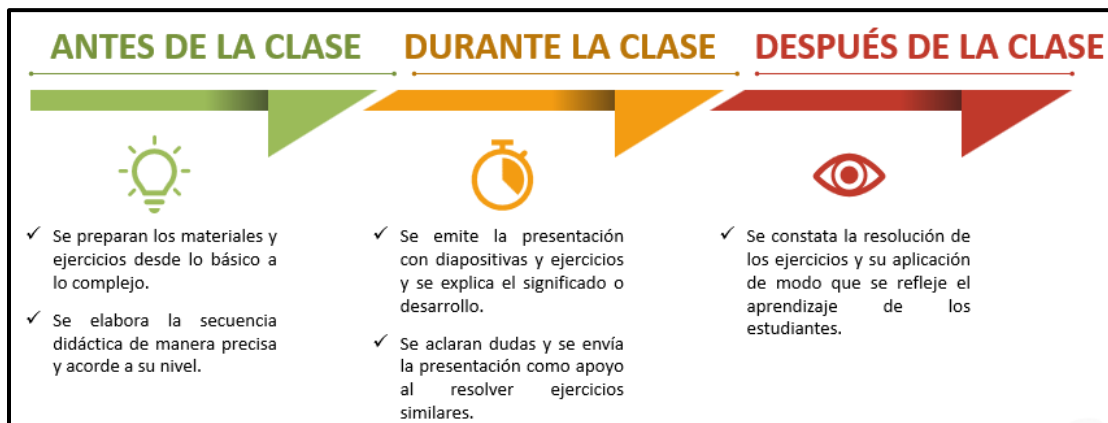 ANTES DE LA CLASE
✓ Se preparan los materiales y
ejercicios desde lo básico a
lo complejo.
✓ Se elabora la secuencia
didáctica de manera precisa
y acorde a su nivel.
DURANTE LA CLASE
✓ Se emite la presentación
con diapositivas y ejercicios
y se explica el significado o
desarrollo.
✓ Se aclaran dudas y se envía
la presentación como apoyo
al resolver ejercicios
similares.
DESPUÉS DE LA CLASE
✓ Se constata la resolución de
los ejercicios y su aplicación
de modo que se refleje el
aprendizaje de los
estudiantes.